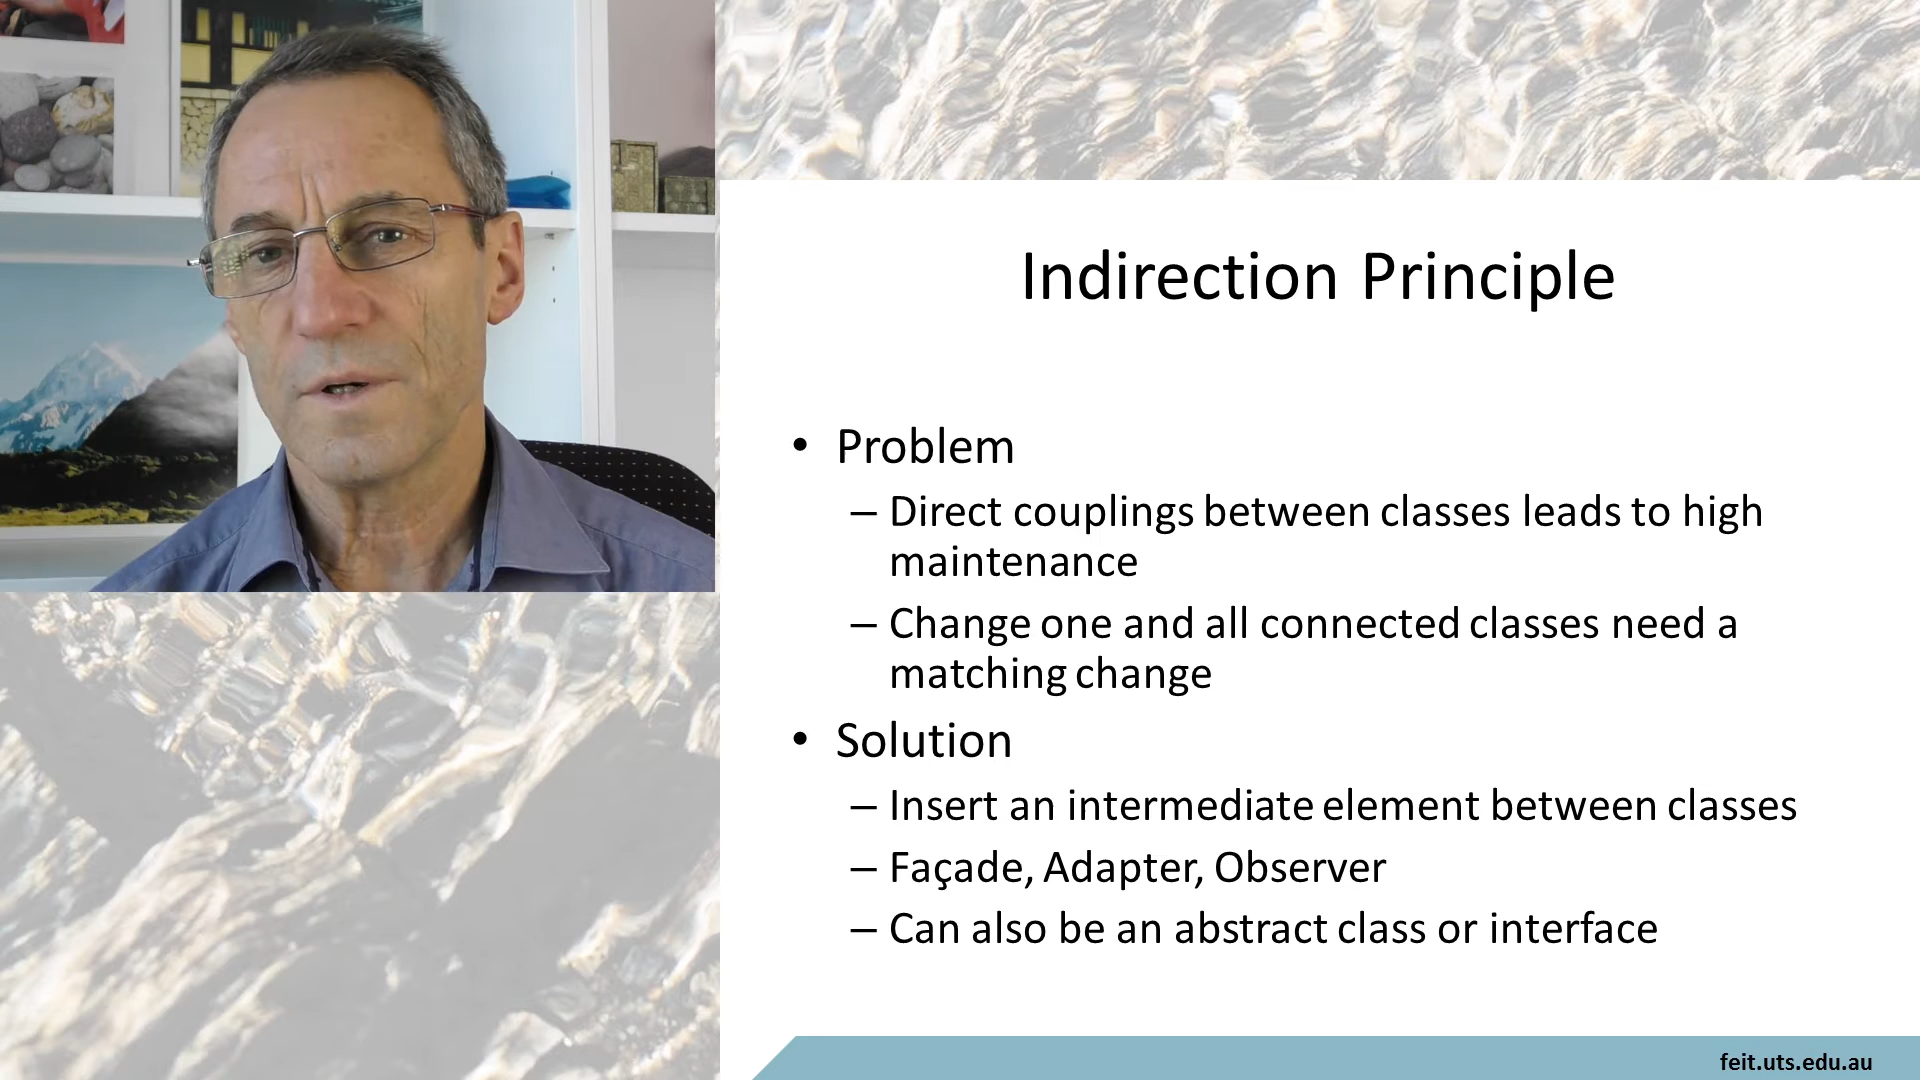 Indirection Principle
• Problem
– Direct couplings between classes leads to high
maintenance
– Change one and all connected classes need a
matching change
• Solution
– Insert an intermediate element between classes
– Façade, Adapter, Observer
– Can also be an abstract class or interface
feit.uts.edu.au